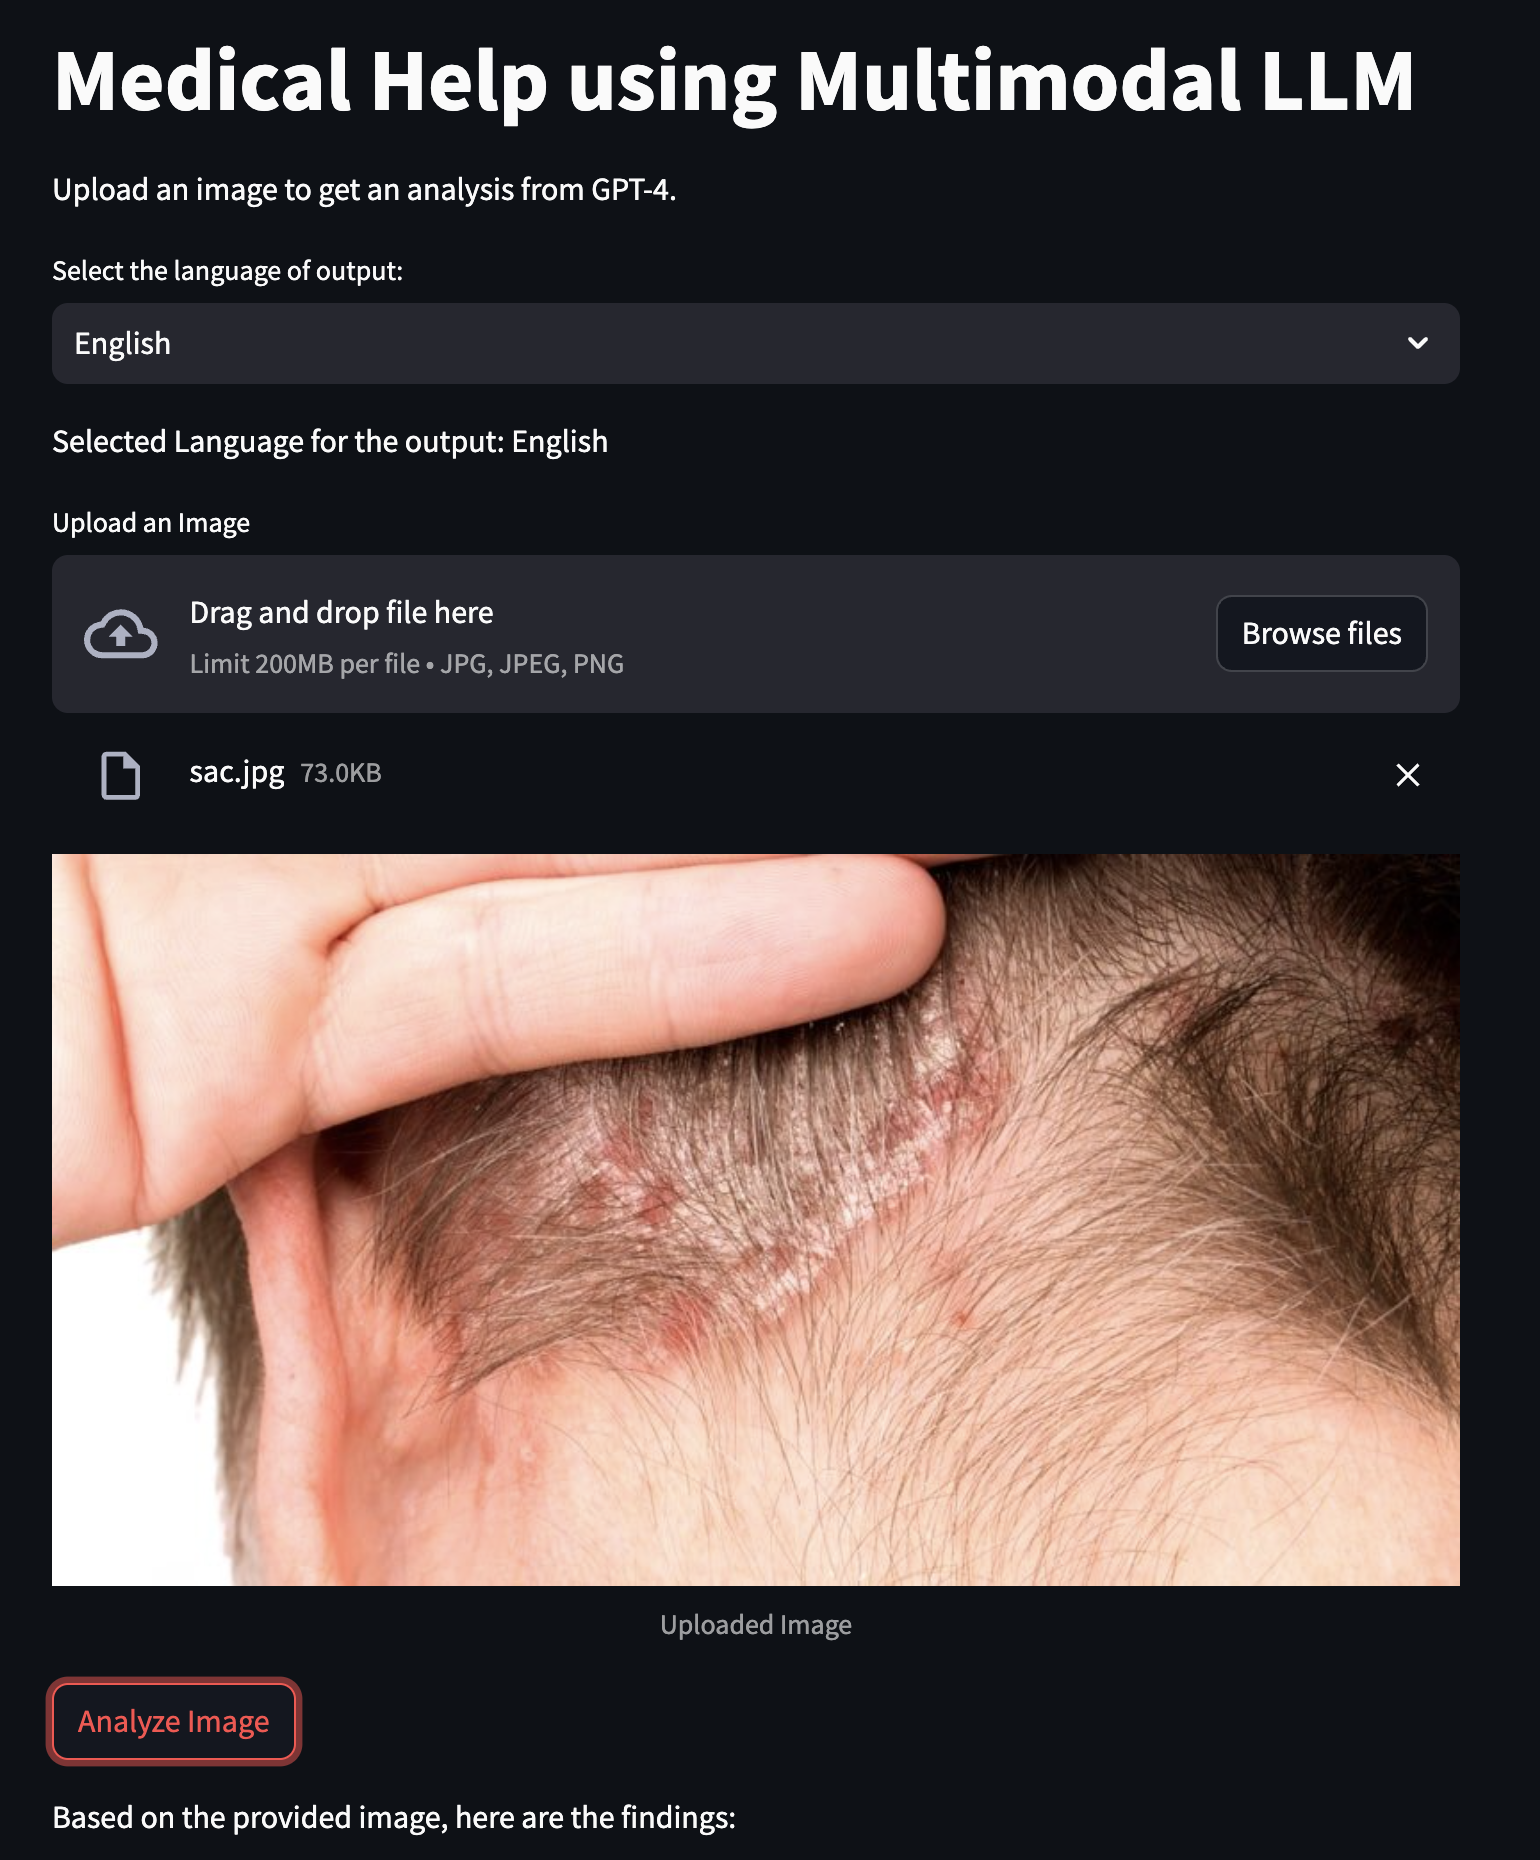 Medical Help using Multimodal LLM
Upload an image to get an analysis from GPT-4.
Select the language of output:
English
Selected Language for the output: English
Upload an Image
Drag and drop file here
Limit 200MB per file • JPG, JPEG, PNG
Browse files
sac.jpg 73.0KB
Uploaded Image
Analyze Image
Based on the provided image, here are the findings: